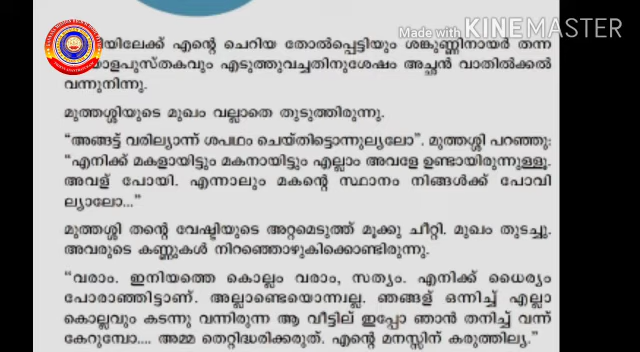 Made with KINEMASTER
യിലേക്ക് എന്റെ ചെറിയ തോൽപ്പെട്ടിയും ശങ്കുണ്ണിനായർ തന്ന
പുസ്തകവും എടുത്തുവച്ചതിനുശേഷം അച്ഛൻ വാതിൽക്കൽ
വന്നുനിന്നു.
മുത്തശ്ശിയുടെ മുഖം വല്ലാതെ തുടുത്തിരുന്നു.
“അങ്ങട്ട് വരില്യാന്ന് ശപഥം ചെയ്തിട്ടൊന്നുല്യലോ”. മുത്തശ്ശി പറഞ്ഞു:
“എനിക്ക് മകളായിട്ടും മകനായിട്ടും എല്ലാം അവളേ ഉണ്ടായിരുന്നുള്ളൂ.
അവള് പോയി. എന്നാലും മകന്റെ സ്ഥാനം നിങ്ങൾക്ക് പോവി
ല്യാലോ...”
മുത്തശ്ശി തന്റെ വേഷ്ടിയുടെ അറ്റമെടുത്ത് മൂക്കു ചീറ്റി. മുഖം തുടച്ചു.
അവരുടെ കണ്ണുകൾ നിറഞ്ഞൊഴുകിക്കൊണ്ടിരുന്നു.
“വരാം. ഇനിയത്തെ കൊല്ലം വരാം, സത്യം. എനിക്ക് ധൈര്യം
പോരാഞ്ഞിട്ടാണ്. അല്ലാണ്ടെയൊന്ന്വല്ല. ഞങ്ങള് ഒന്നിച്ച് എല്ലാ
കൊല്ലവും കടന്നു വന്നിരുന്ന ആ വീട്ടില് ഇപ്പോ ഞാൻ തനിച്ച് വന്ന്
കേറുമ്പോ.... അമ്മ തെറ്റിദ്ധരിക്കരുത്. എന്റെ മനസ്സിന് കരുത്തില്യ.”